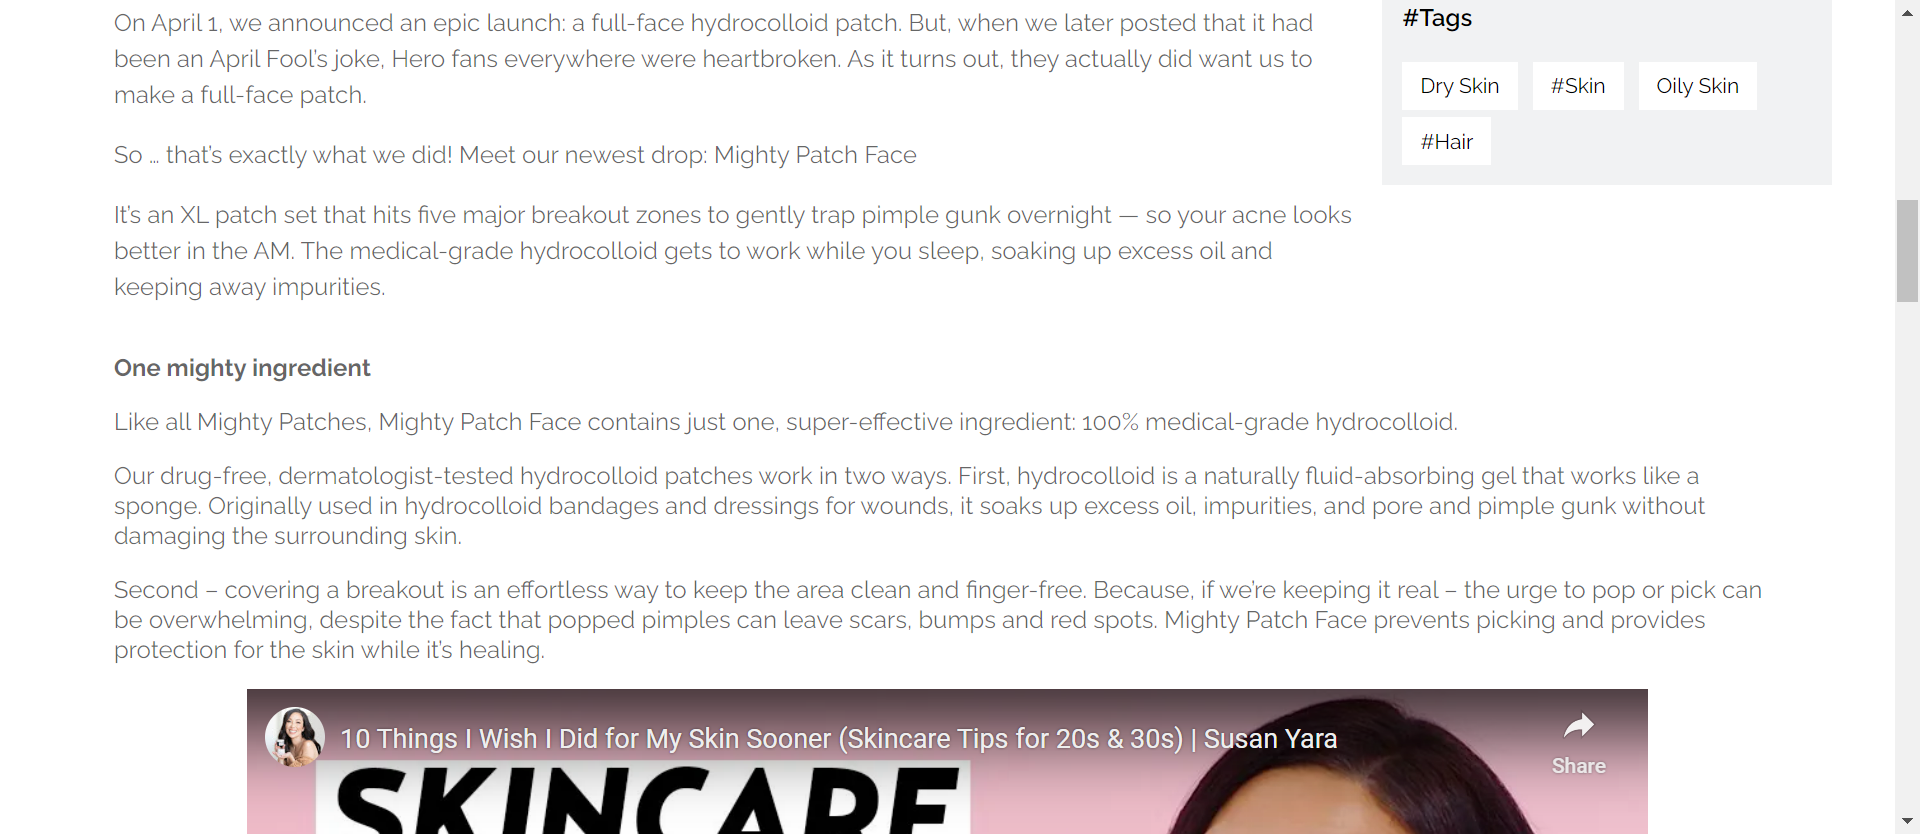 On April 1, we announced an epic launch: a full-face hydrocolloid patch. But, when we later posted that it had
been an April Fool’s joke, Hero fans everywhere were heartbroken. As it turns out, they actually did want us to
make a full-face patch.
So … that’s exactly what we did! Meet our newest drop: Mighty Patch Face
It’s an XL patch set that hits five major breakout zones to gently trap pimple gunk overnight — so your acne looks
better in the AM. The medical-grade hydrocolloid gets to work while you sleep, soaking up excess oil and
keeping away impurities.
#Tags
Dry Skin
#Skin
Oily Skin
#Hair
One mighty ingredient
Like all Mighty Patches, Mighty Patch Face contains just one, super-effective ingredient: 100% medical-grade hydrocolloid.
Our drug-free, dermatologist-tested hydrocolloid patches work in two ways. First, hydrocolloid is a naturally fluid-absorbing gel that works like a
sponge. Originally used in hydrocolloid bandages and dressings for wounds, it soaks up excess oil, impurities, and pore and pimple gunk without
damaging the surrounding skin.
Second – covering a breakout is an effortless way to keep the area clean and finger-free. Because, if we’re keeping it real – the urge to pop or pick can
be overwhelming, despite the fact that popped pimples can leave scars, bumps and red spots. Mighty Patch Face prevents picking and provides
protection for the skin while it’s healing.
10 Things I Wish I Did for My Skin Sooner (Skincare Tips for 20s & 30s) | Susan Yara
Share
SKINCARE